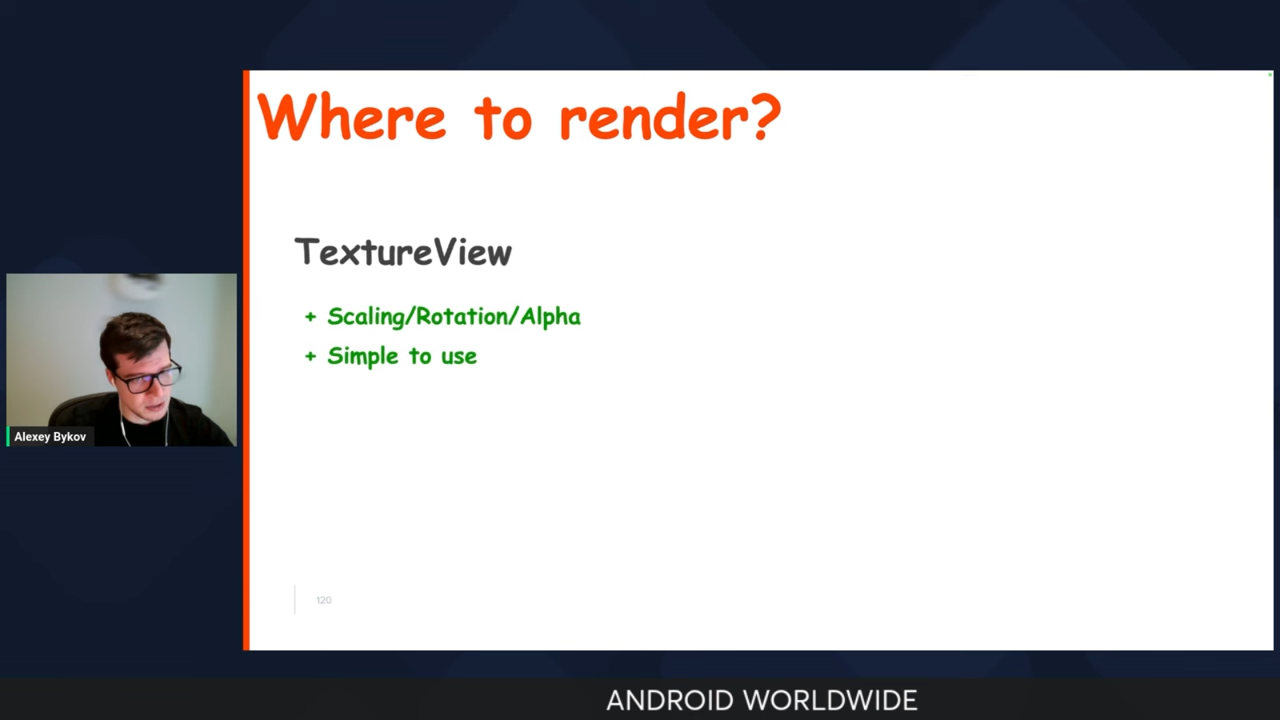 Where to render?
TextureView
+ Scaling/Rotation/Alpha
+ Simple to use
Alexey Bykov
120
ANDROID WORLDWIDE